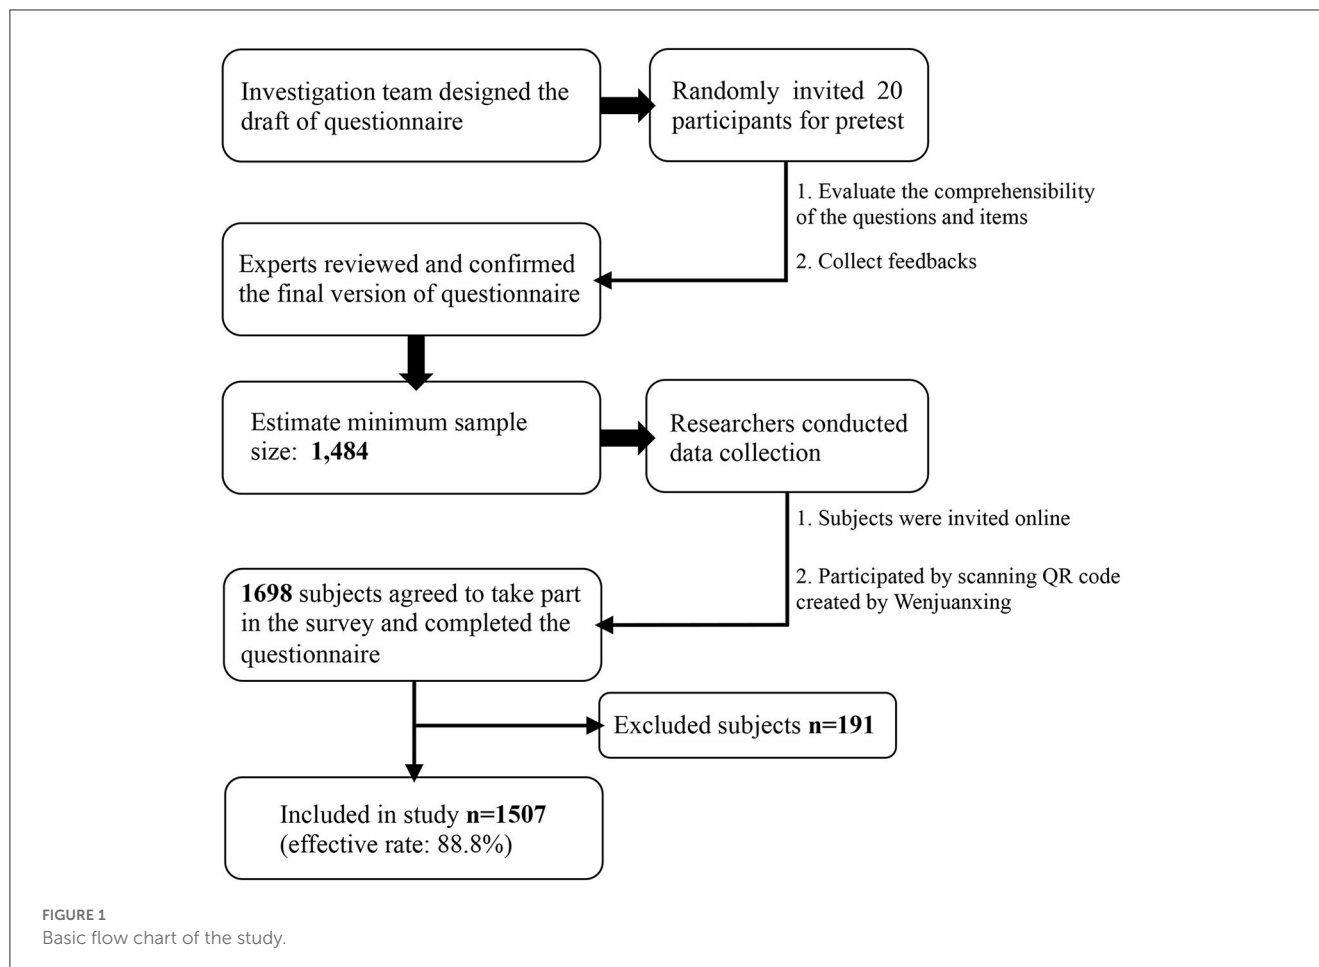 Investigation team designed the
draft of questionnaire
Randomly invited 20
participants for pretest
1. Evaluate the comprehensibility
of the questions and items
2. Collect feedbacks
Experts reviewed and confirmed
the final version of questionnaire
Estimate minimum sample
size: 1,484
Researchers conducted
data collection
1. Subjects were invited online
2. Participated by scanning QR code
created by Wenjuanxing
1698 subjects agreed to take part
in the survey and completed the
questionnaire
Excluded subjects n=191
Included in study n=1507
(effective rate: 88.8%)
FIGURE 1
Basic flow chart of the study.